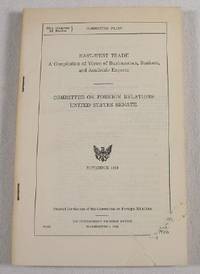 COMMITTEE PRINT
EAST-WEST TRADE
A Compilation of Views of Businessmen, Bankers,
and Academic Experts
COMMITTEE ON FOREIGN RELATIONS
UNITED STATES SENATE
NOVEMBER 1964
Printed for the use of the Committee on Foreign Relations
U.S. GOVERNMENT PRINTING OFFICE
WASHINGTON : 1964